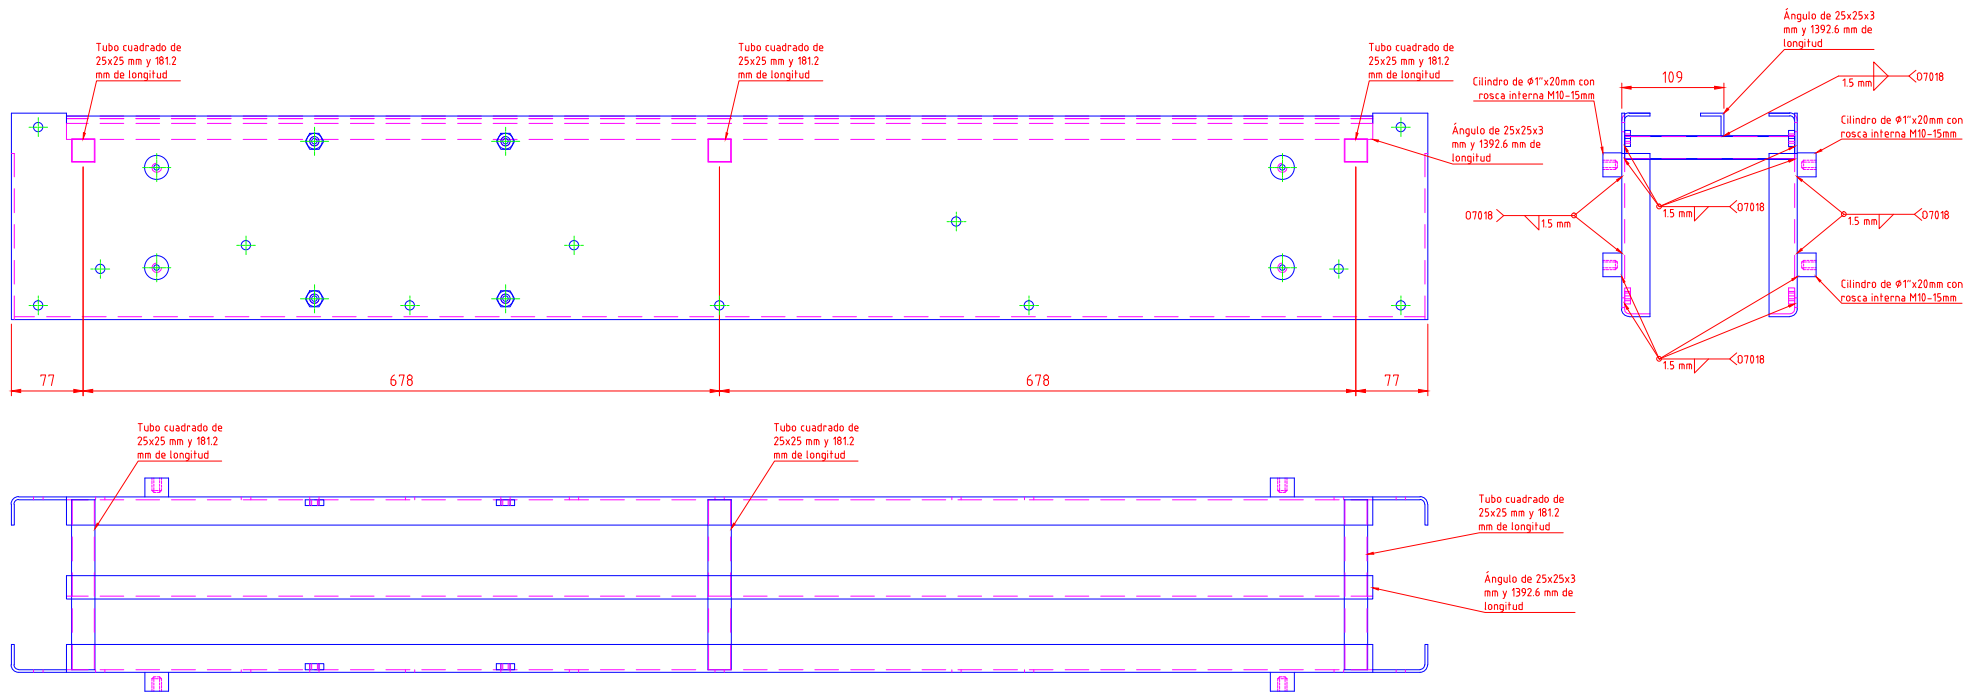 Tubo cuadrado de
25x25 mm y 181.2
mm de longitud
Tubo cuadrado de
25x25 mm y 181.2
mm de longitud
Tubo cuadrado de
25x25 mm y 181.2
mm de longitud
Ángulo de 25x25x3
mm y 1392.6 mm de
longitud
Cilindro de Ø1"x20mm con
rosca interna M10-15mm
109
1.5 mm
O7018
Ángulo de 25x25x3
mm y 1392.6 mm de
longitud
Cilindro de Ø1"x20mm con
rosca interna M10-15mm
O7018
1.5 mm
1.5 mm
O7018
1.5 mm
O7018
Cilindro de Ø1"x20mm con
rosca interna M10-15mm
1.5 mm
O7018
77
678
678
77
Tubo cuadrado de
25x25 mm y 181.2
mm de longitud
Tubo cuadrado de
25x25 mm y 181.2
mm de longitud
Tubo cuadrado de
25x25 mm y 181.2
mm de longitud
Ángulo de 25x25x3
mm y 1392.6 mm de
longitud